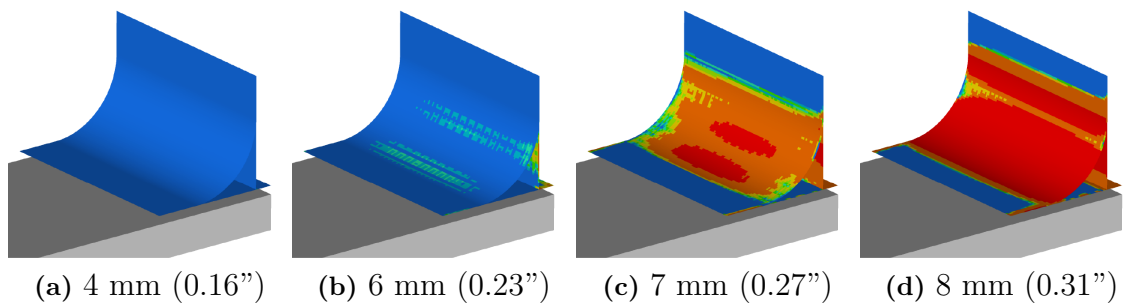 (a) 4 mm (0.16”)
(b) 6 mm (0.23”)
(c) 7 mm (0.27”)
(d) 8 mm (0.31”)